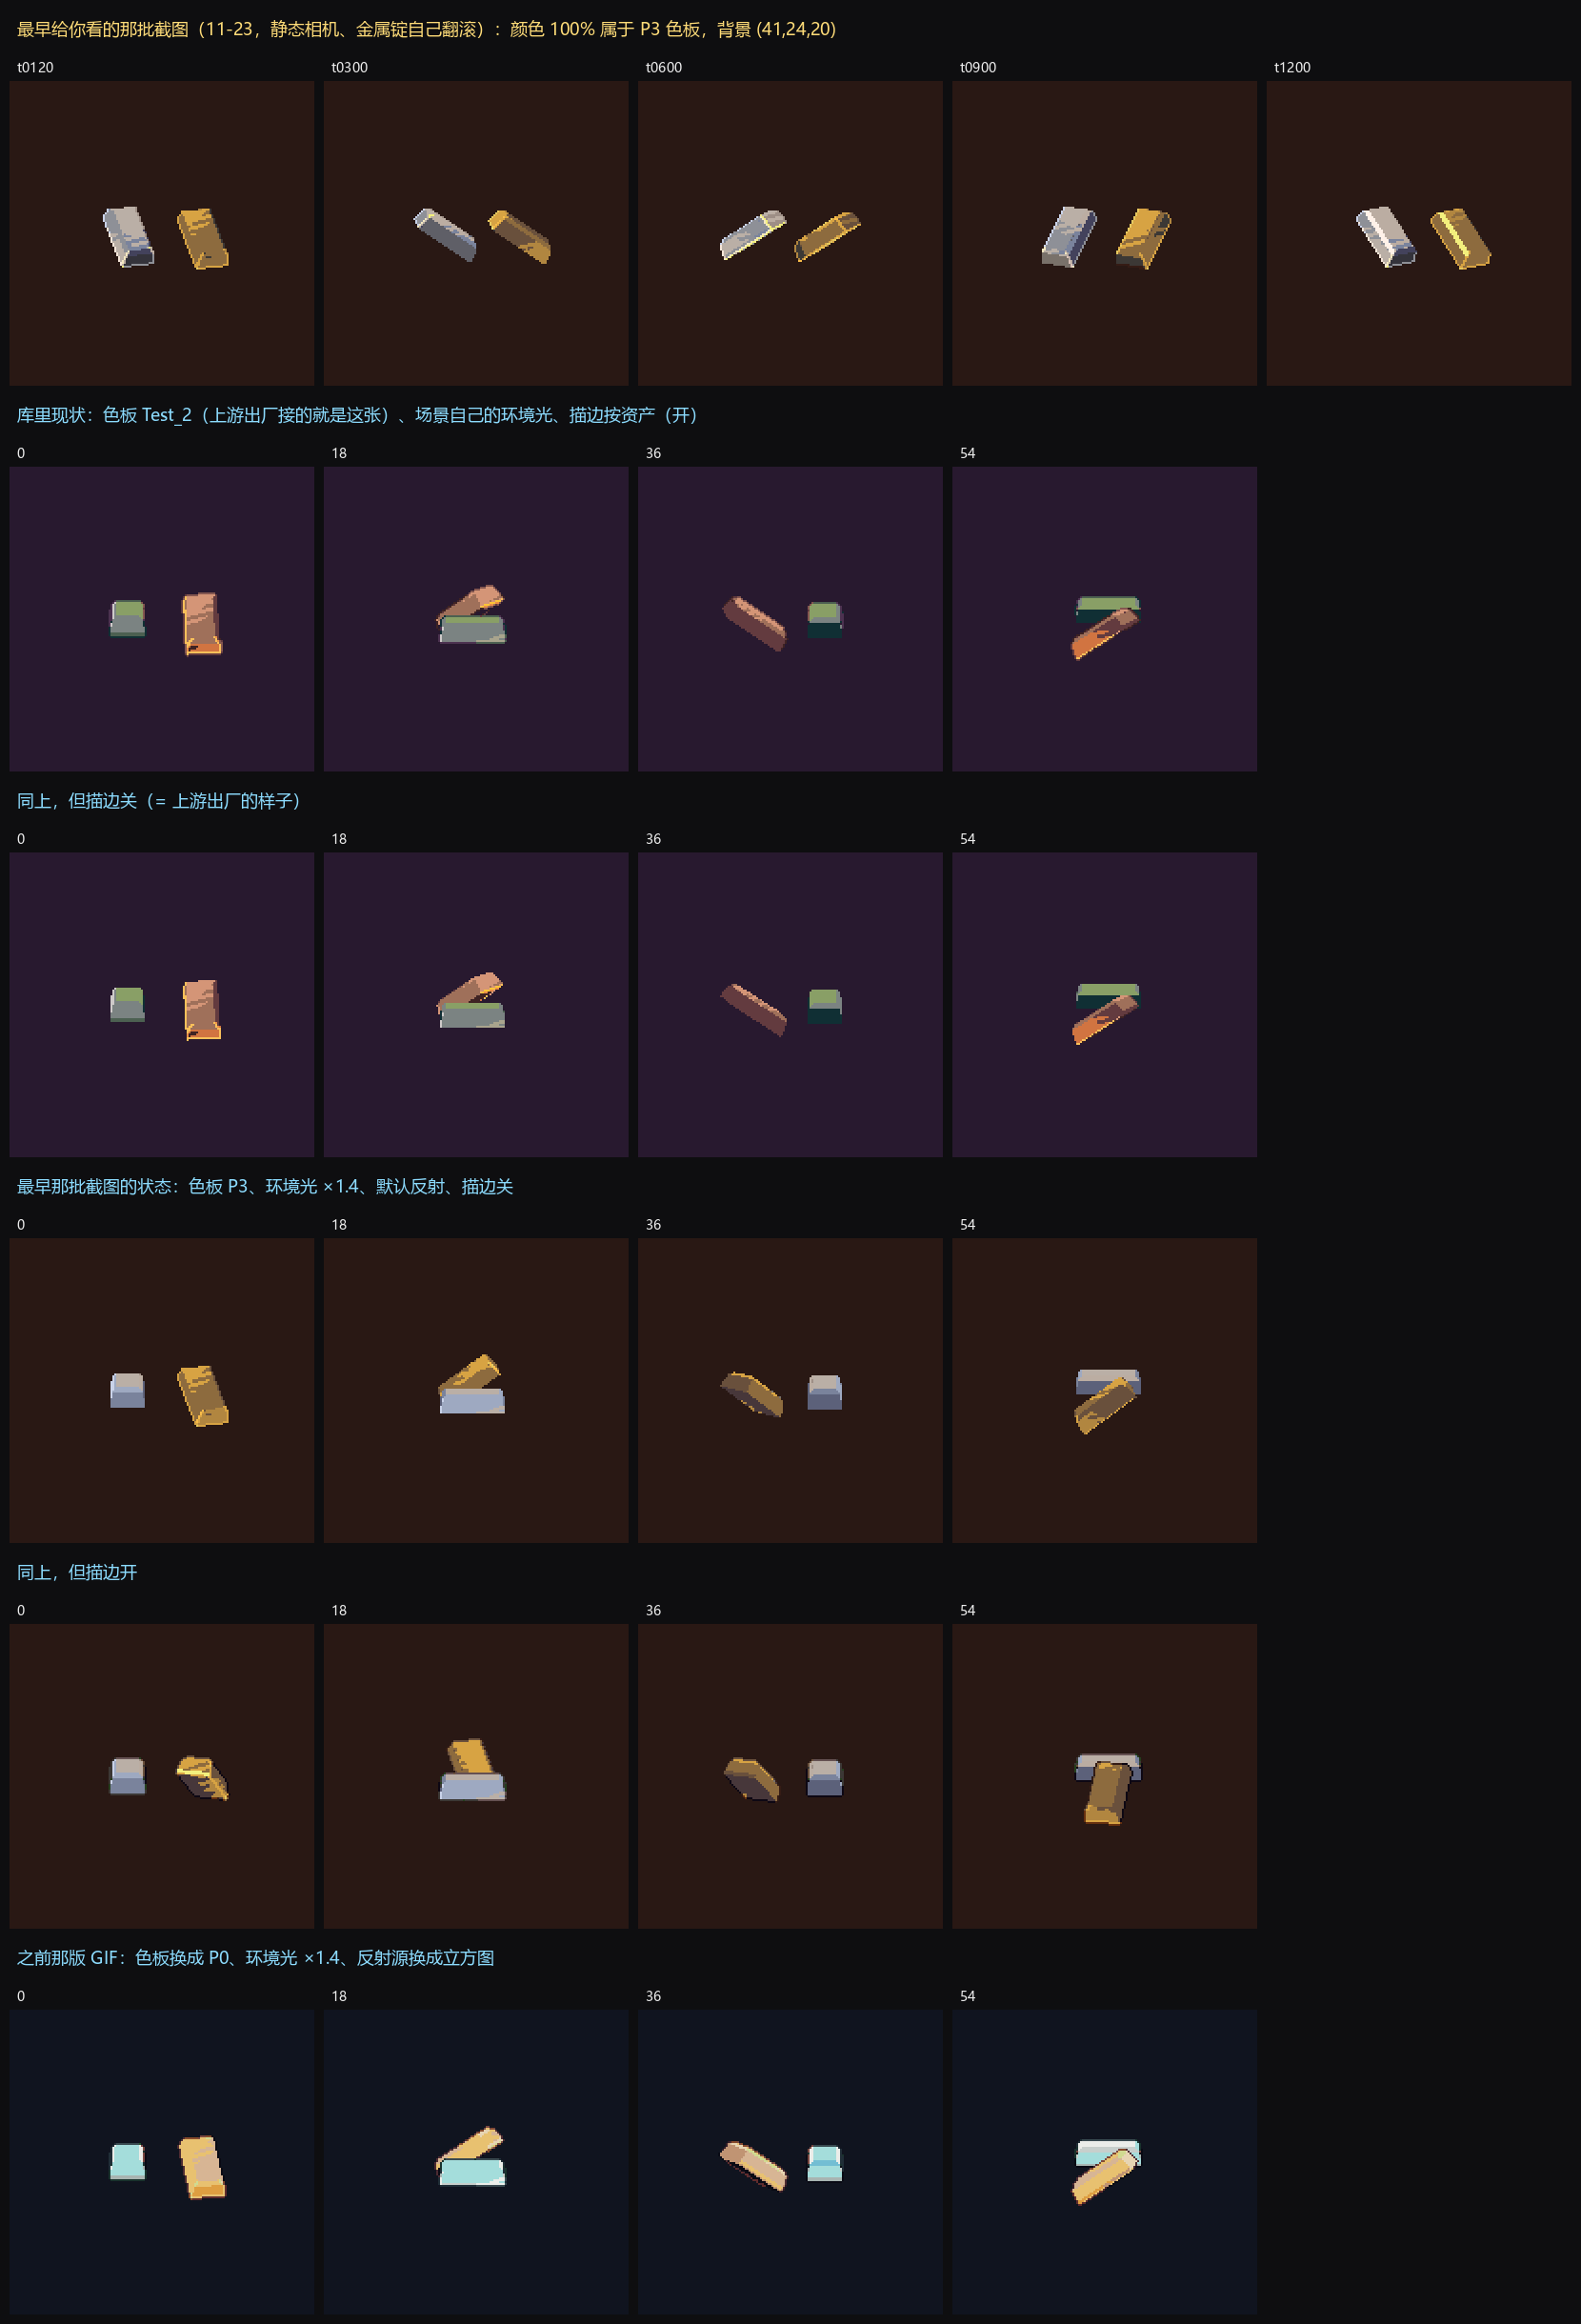 最早给你看的那批截图（11-23，静态相机、金属锭自己翻滚）：颜色 100% 属于 P3 色板，背景 (41,24,20)
t0120 t0300 t0600 t0900 t1200
库里现状：色板 Test_2（上游出厂接的就是这张）、场景自己的环境光、描边按资产（开）
0 18 36 54
同上，但描边关（= 上游出厂的样子）
0 18 36 54
最早那批截图的状态：色板 P3、环境光 ×1.4、默认反射、描边关
0 18 36 54
同上，但描边开
0 18 36 54
之前那版 GIF：色板换成 P0、环境光 ×1.4、反射源换成立方图
0 18 36 54